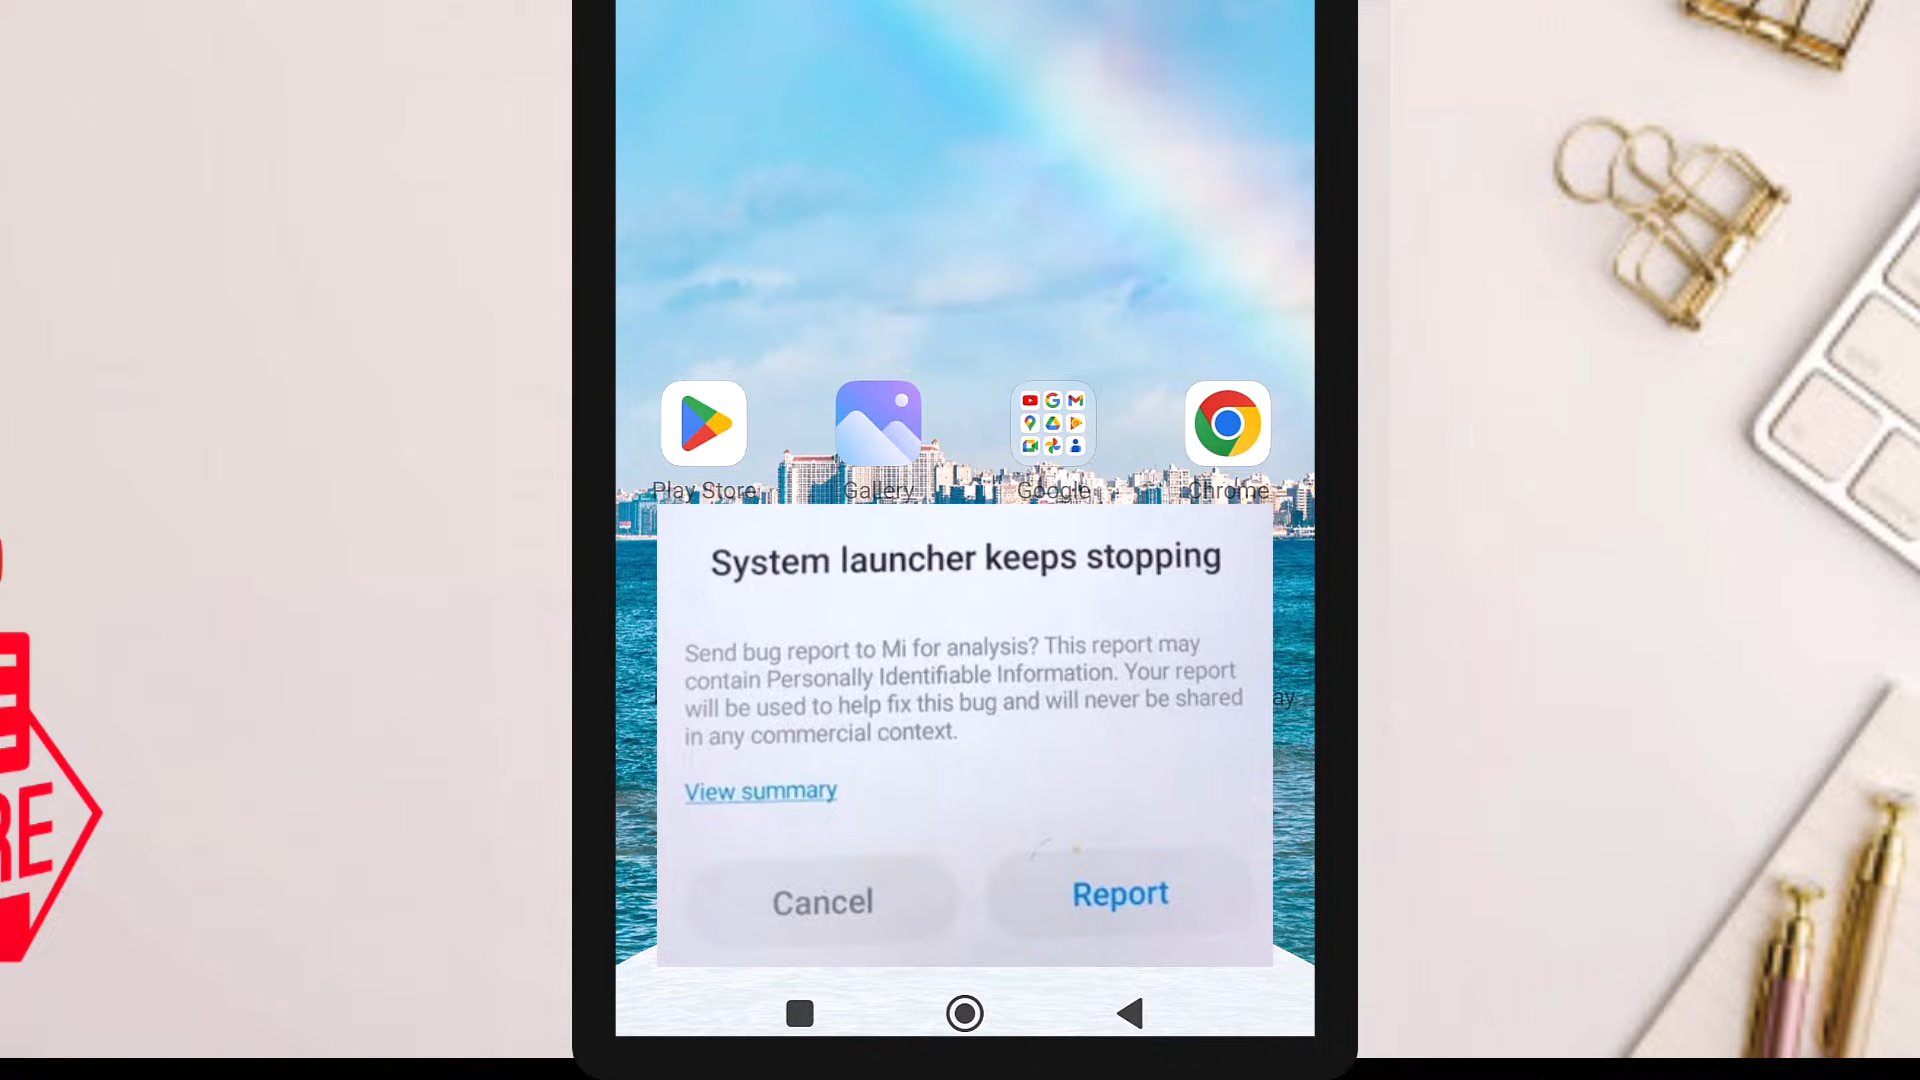 Play Store
Gallery
Google
Chrome
System launcher keeps stopping
Send bug report to Mi for analysis? This report may
contain Personally Identifiable Information. Your report
will be used to help fix this bug and will never be shared
in any commercial context.
ay
View summary
RE
Cancel
Report